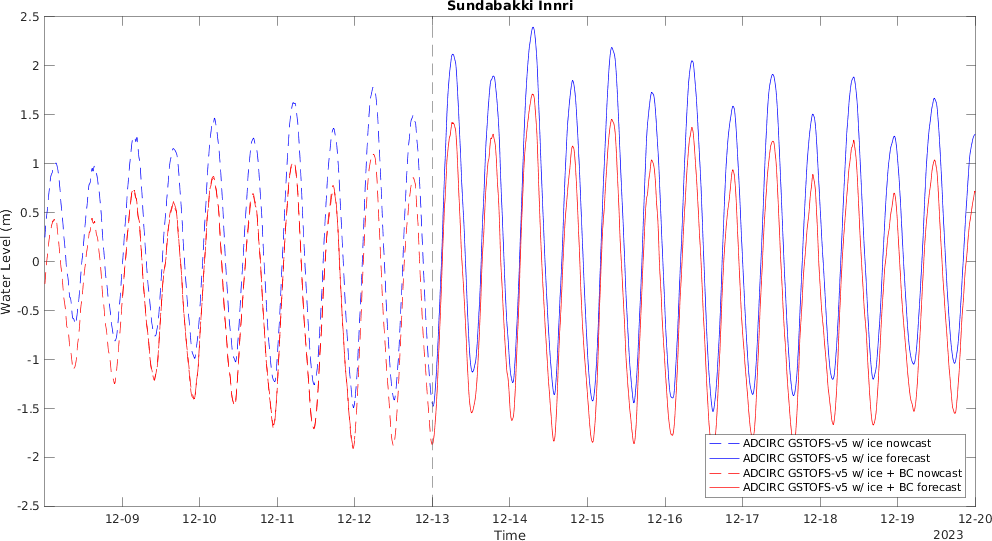 Sundabakki Innri
2.5
2
1.5
1
0.5
0
-0.5
-1
-1.5
-2
-2.5
Water Level (m)
ADCIRC GSTOFS-v5 w/ ice nowcast
ADCIRC GSTOFS-v5 w/ ice forecast
ADCIRC GSTOFS-v5 w/ ice + BC nowcast
ADCIRC GSTOFS-v5 w/ ice + BC forecast
12-09 12-10 12-11 12-12 12-13 12-14 12-15 12-16 12-17 12-18 12-19 12-20
Time
2023